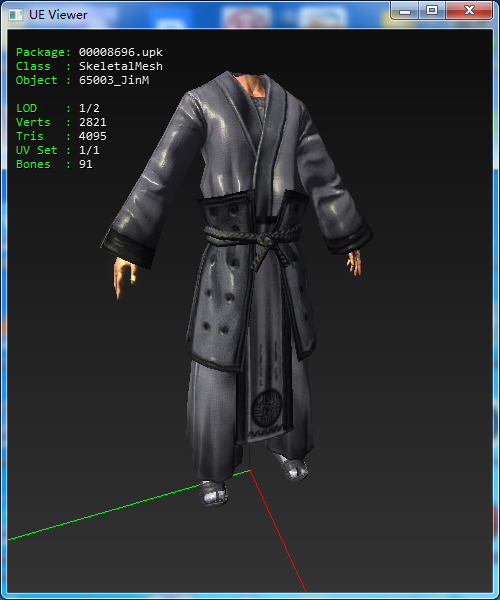 UE Viewer
Package: 00008696.upk
Class : SkeletalMesh
Object : 65003_JinM
LOD : 1/2
Verts : 2821
Tris : 4095
UV Set : 1/1
Bones : 91